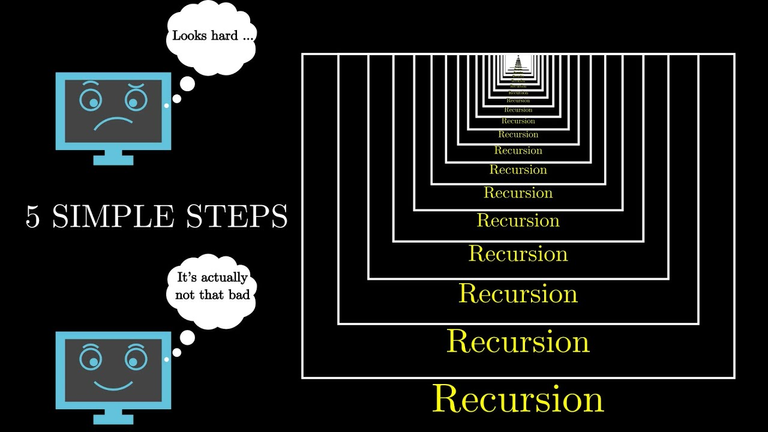 Looks hard ...
5 SIMPLE STEPS
It's actually
not that bad
Recursion
Recursion
Recursion
Recursion
Recursion
Recursion
Recursion
Recursion
Recursion
Recursion
Recursion
Recursion